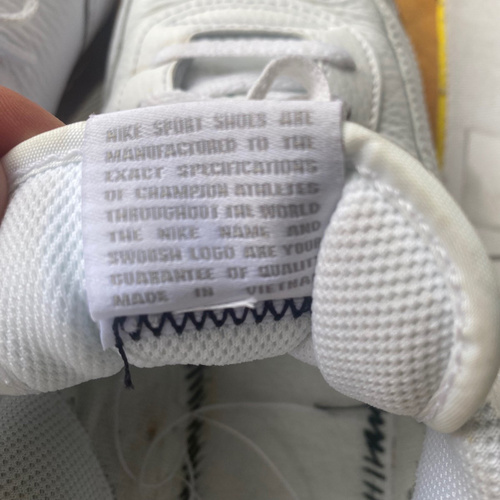 NIKE SPORT SHOES ARE
MANUFACTURED TO THE
EXACT SPECIFICATIONS
OF CHAMPION ATHLETES
THROUGHOUT THE WORLD
THE NIKE NAME AND
SWOOSH LOGO ARE YOUR
GUARANTEE OF QUALITY
MADE IN VIETNAM